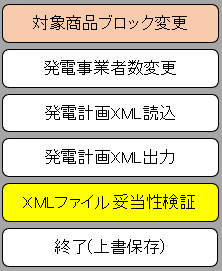 対象商品ブロック変更
発電事業者数変更
発電計画XML読込
発電計画XML出力
XMLファイル妥当性検証
終了(上書保存)